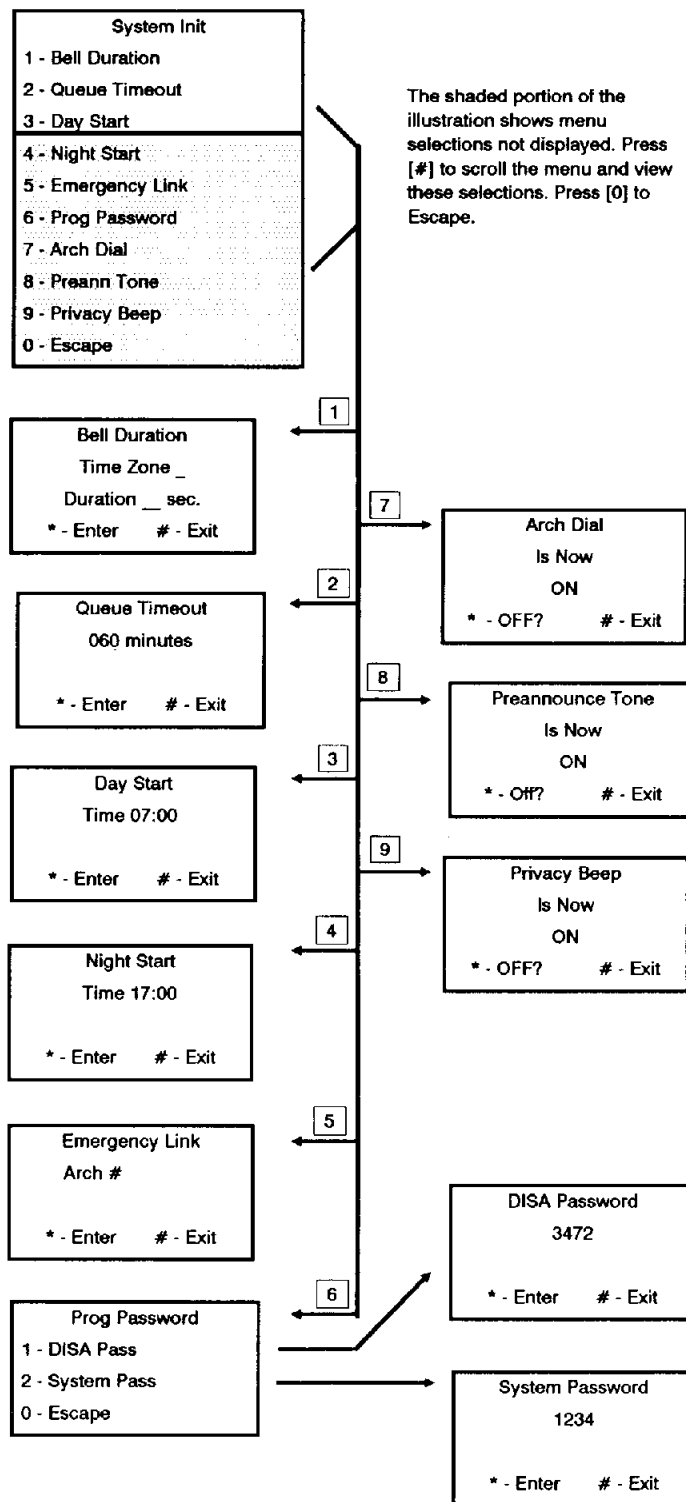 System Init
1 - Bell Duration
2 - Queue Timeout
3 - Day Start
4 - Night Start
5 - Emergency Link
6 - Prog Password
7 - Arch Dial
8 - Preann Tone
9 - Privacy Beep
0 - Escape
The shaded portion of the
illustration shows menu
selections not displayed. Press
[#] to scroll the menu and view
these selections. Press [0] to
Escape.
1
Bell Duration
Time Zone _
Duration __ sec.
* - Enter # - Exit
7
Arch Dial
Is Now
ON
* - OFF? # - Exit
2
Queue Timeout
060 minutes
* - Enter # - Exit
8
Preannounce Tone
Is Now
ON
* - Off? # - Exit
3
Day Start
Time 07:00
* - Enter # - Exit
9
Privacy Beep
Is Now
ON
* - OFF? # - Exit
4
Night Start
Time 17:00
* - Enter # - Exit
5
Emergency Link
Arch #
* - Enter # - Exit
DISA Password
3472
* - Enter # - Exit
6
Prog Password
1 - DISA Pass
2 - System Pass
0 - Escape
System Password
1234
* - Enter # - Exit